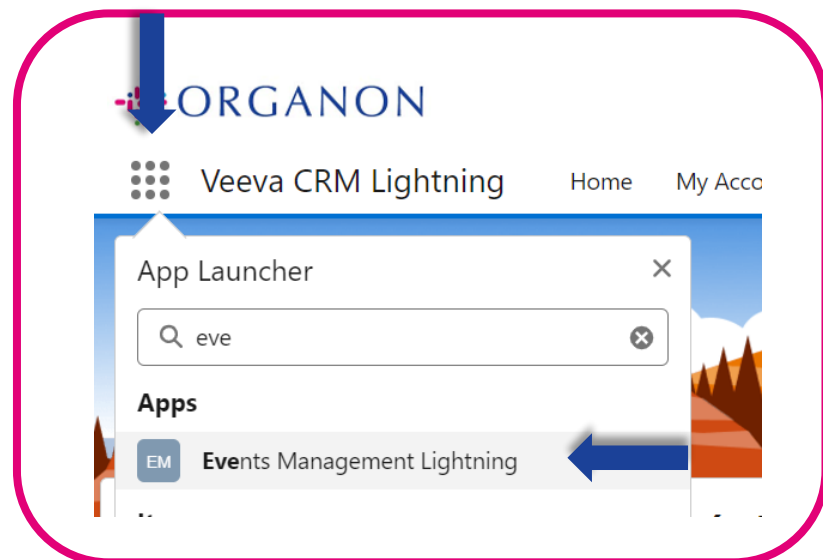 ORGANON
Veeva CRM Lightning Home My Acco
App Launcher
eve
Apps
EM Events Management Lightning